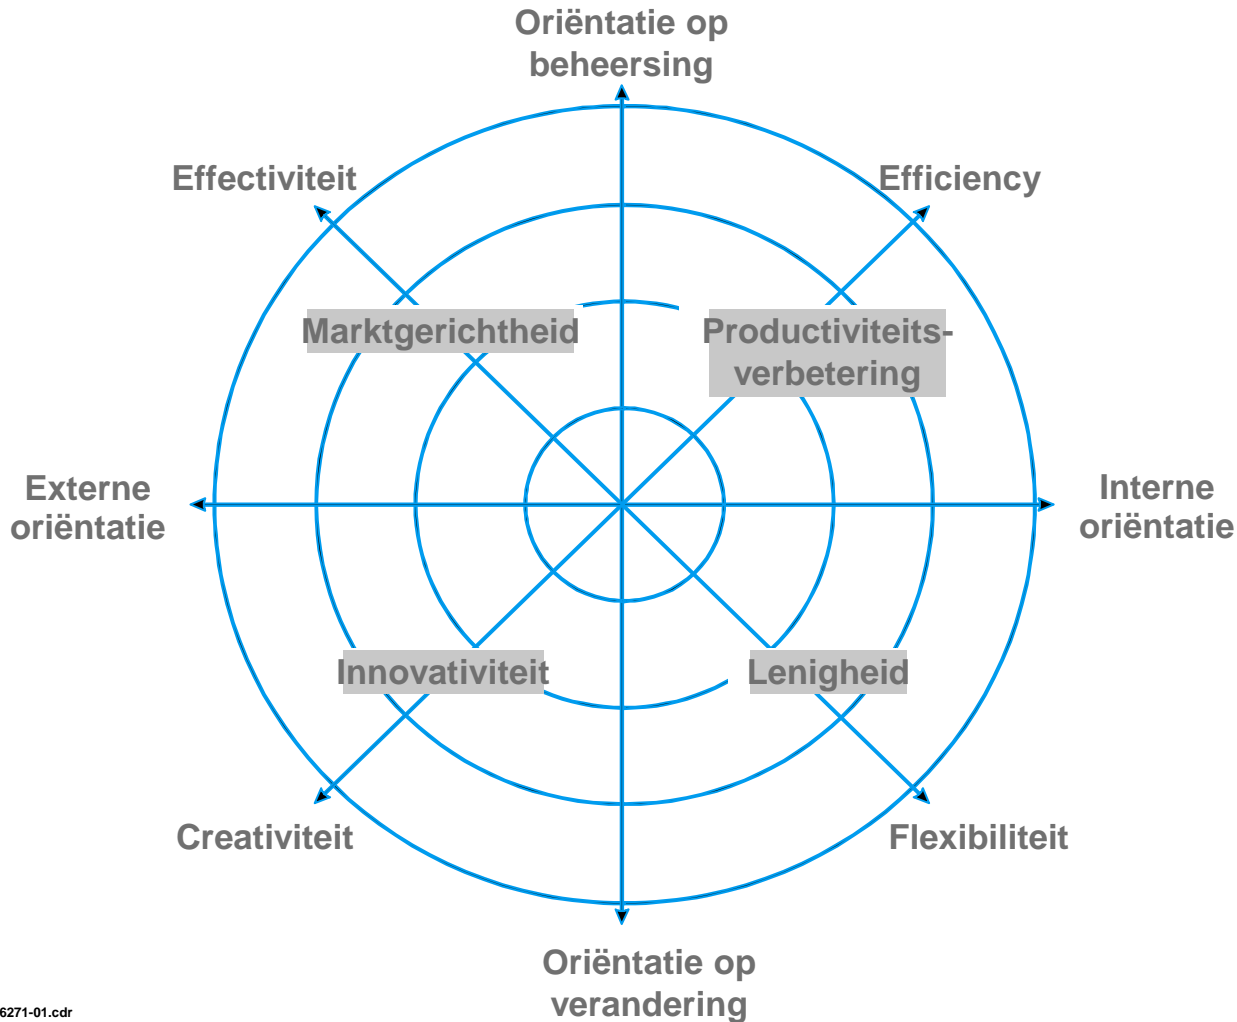 Oriëntatie op
beheersing
Effectiviteit
Efficiency
Marktgerichtheid
Productiviteits-
verbetering
Externe
oriëntatie
Interne
oriëntatie
Innovativiteit
Lenigheid
Creativiteit
Flexibiliteit
Oriëntatie op
verandering
6271-01.cdr